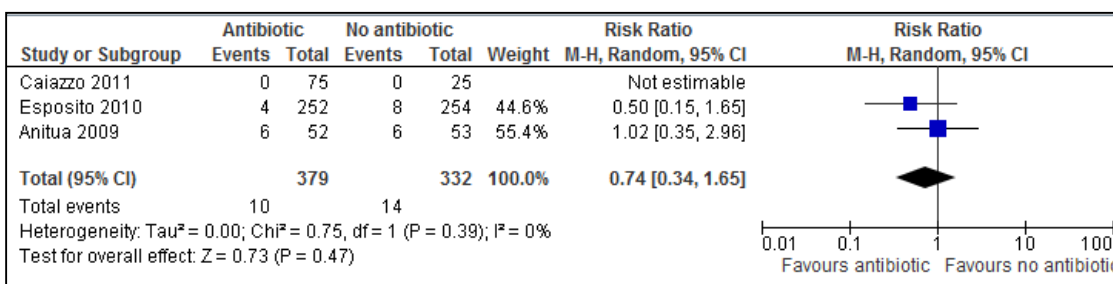 Antibiotic No antibiotic Risk Ratio Risk Ratio
Study or Subgroup Events Total Events Total Weight M-H, Random, 95% CI M-H, Random, 95% CI
Caiazzo 2011 0 75 0 25 Not estimable
Esposito 2010 4 252 8 254 44.6% 0.50 [0.15, 1.65]
Anitua 2009 6 52 6 53 55.4% 1.02 [0.35, 2.96]
Total (95% CI) 379 332 100.0% 0.74 [0.34, 1.65]
Total events 10 14
Heterogeneity: Tau² = 0.00; Chi² = 0.75, df = 1 (P = 0.39); I² = 0%
Test for overall effect: Z = 0.73 (P = 0.47)
0.01 0.1 1 10 100
Favours antibiotic Favours no antibiotic